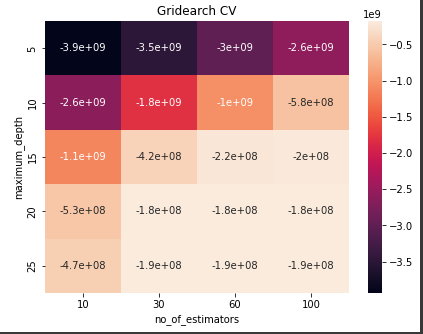 Gridearch CV
1e9
5 -3.9e+09 -3.5e+09 -3e+09 -2.6e+09
10 -2.6e+09 -1.8e+09 -1e+09 -5.8e+08
15 -1.1e+09 -4.2e+08 -2.2e+08 -2e+08
20 -5.3e+08 -1.8e+08 -1.8e+08 -1.8e+08
25 -4.7e+08 -1.9e+08 -1.9e+08 -1.9e+08
10 30 60 100
no_of_estimators
maximum_depth
−0.5
−1.0
−1.5
−2.0
−2.5
−3.0
−3.5